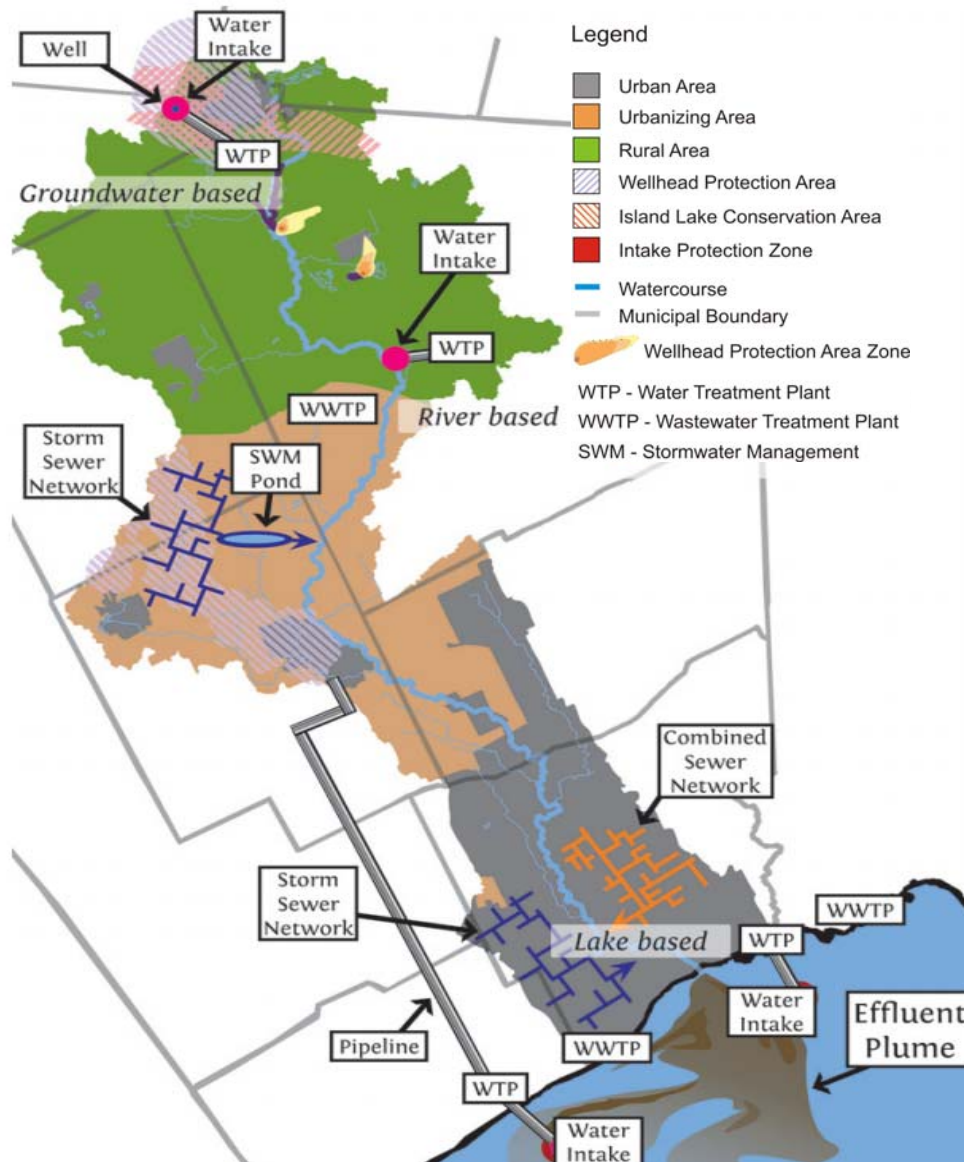 Well
Water
Intake
WTP
Groundwater based
Water
Intake
WTP
WWTP
River based
Storm
Sewer
Network
SWM
Pond
Combined
Sewer
Network
Storm
Sewer
Network
Lake based
WWTP
WTP
Water
Intake
Effluent
Plume
Pipeline
WWTP
WTP
Water
Intake
Legend
Urban Area
Urbanizing Area
Rural Area
Wellhead Protection Area
Island Lake Conservation Area
Intake Protection Zone
Watercourse
Municipal Boundary
Wellhead Protection Area Zone
WTP - Water Treatment Plant
WWTP - Wastewater Treatment Plant
SWM - Stormwater Management